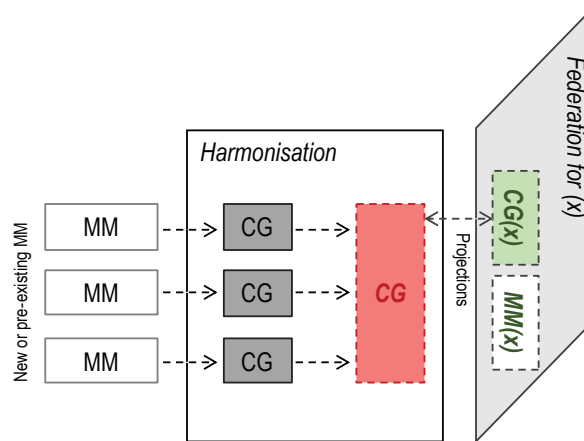 Harmonisation
New or pre-existing MM
MM
CG
MM
CG
MM
CG
CG
Projections
Federation for (x)
CG(x)
MM(x)